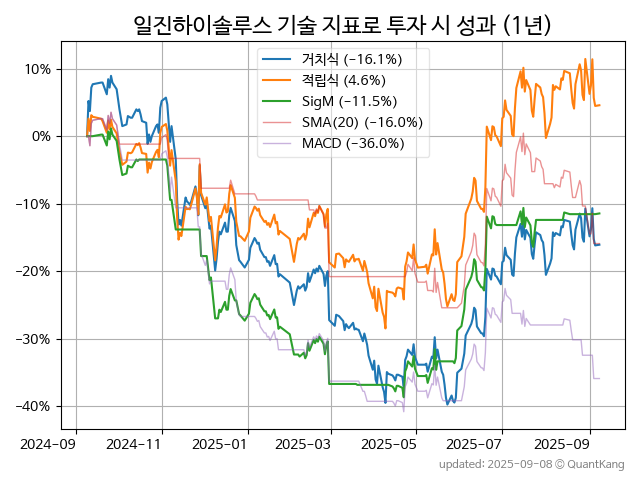 일진하이솔루스 기술 지표로 투자 시 성과 (1년)
거치식 (−16.1%)
적립식 (4.6%)
SigM (−11.5%)
SMA(20) (−16.0%)
MACD (−36.0%)
10%
0%
−10%
−20%
−30%
−40%
2024-09
2024-11
2025-01
2025-03
2025-05
2025-07
2025-09
updated: 2025-09-08 © QuantKang